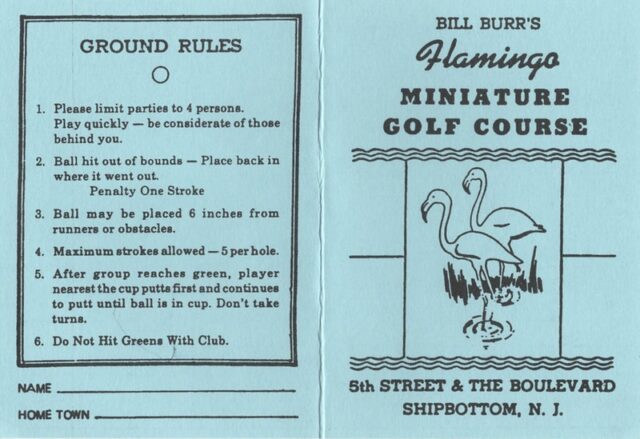 GROUND RULES
1. Please limit parties to 4 persons.
Play quickly — be considerate of those
behind you.
2. Ball hit out of bounds — Place back in
where it went out.
Penalty One Stroke
3. Ball may be placed 6 inches from
runners or obstacles.
4. Maximum strokes allowed — 5 per hole.
5. After group reaches green, player
nearest the cup putts first and continues
to putt until ball is in cup. Don't take
turns.
6. Do Not Hit Greens With Club.
NAME
HOME TOWN
BILL BURR'S
Flamingo
MINIATURE
GOLF COURSE
5th STREET & THE BOULEVARD
SHIPBOTTOM, N. J.